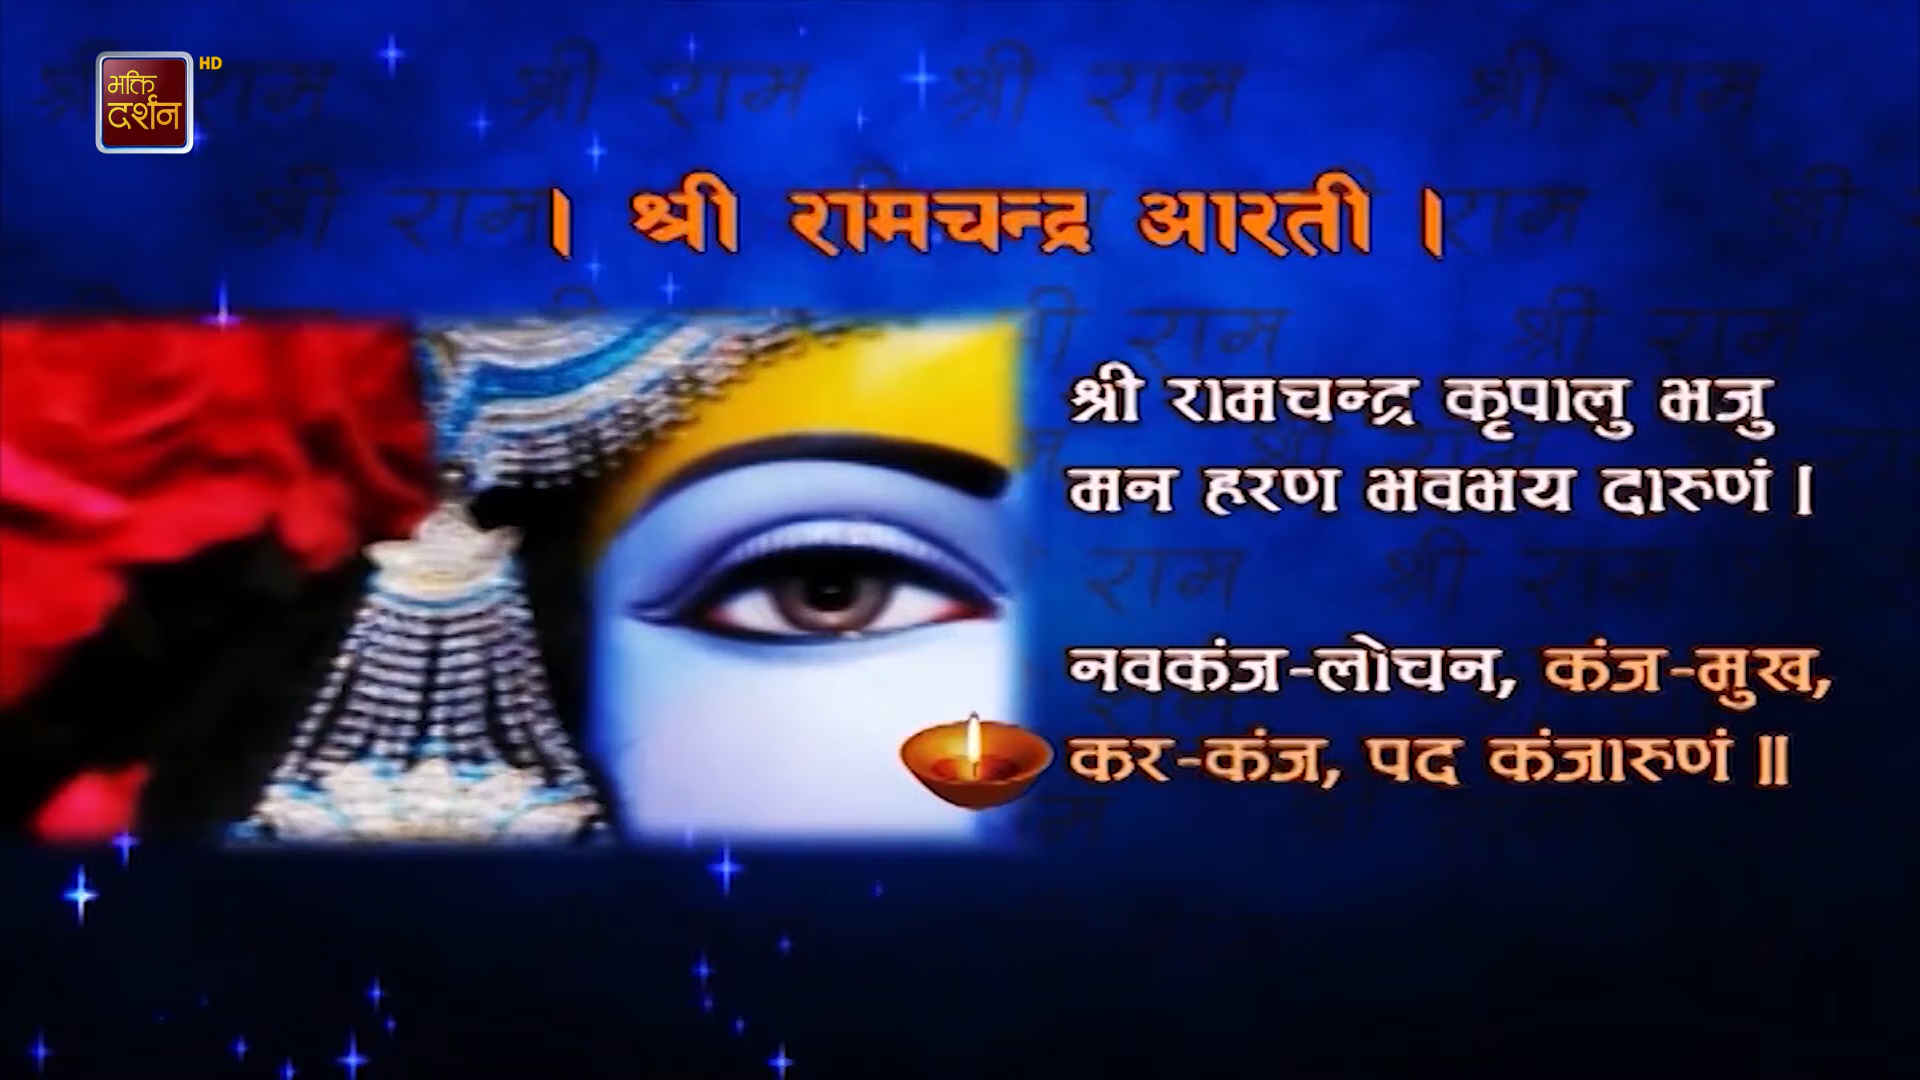 भक्ति
दर्शन
HD
। श्री रामचन्द्र आरती ।
श्री रामचन्द्र कृपालु भजु
मन हरण भवभय दारुणं ।
नवकंज-लोचन, कंज-मुख,
कर-कंज, पद कंजारुणं ॥
श्री राम श्री राम श्री राम श्री राम
श्री राम राम श्री
राम श्री राम
राम श्री राम